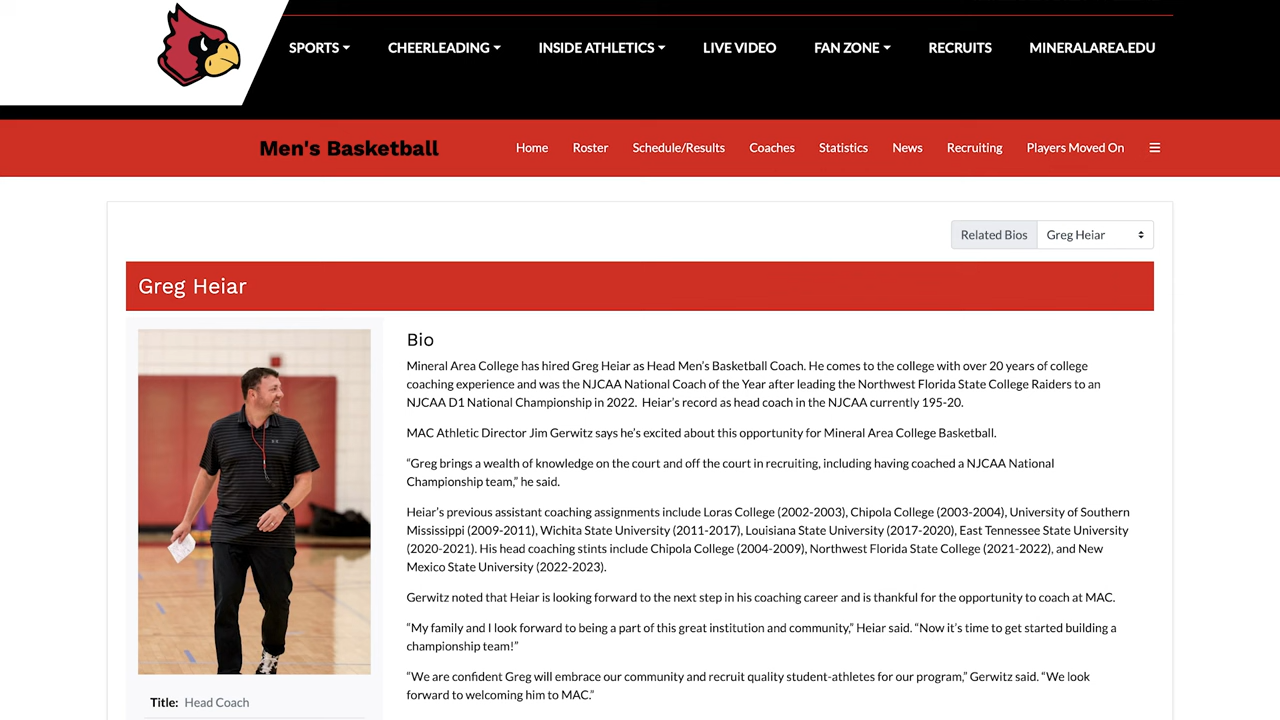 SPORTS CHEERLEADING INSIDE ATHLETICS LIVE VIDEO FAN ZONE RECRUITS MINERALAREA.EDU
Men's Basketball Home Roster Schedule/Results Coaches Statistics News Recruiting Players Moved On
Related Bios Greg Heiar
Greg Heiar
Bio
Mineral Area College has hired Greg Heiar as Head Men’s Basketball Coach. He comes to the college with over 20 years of college
coaching experience and was the NJCAA National Coach of the Year after leading the Northwest Florida State College Raiders to an
NJCAA D1 National Championship in 2022.  Heiar’s record as head coach in the NJCAA currently 195-20.
MAC Athletic Director Jim Gerwitz says he’s excited about this opportunity for Mineral Area College Basketball.
“Greg brings a wealth of knowledge on the court and off the court in recruiting, including having coached a NJCAA National
Championship team,” he said.
Heiar’s previous assistant coaching assignments include Loras College (2002-2003), Chipola College (2003-2004), University of Southern
Mississippi (2009-2011), Wichita State University (2011-2017), Louisiana State University (2017-2020), East Tennessee State University
(2020-2021). His head coaching stints include Chipola College (2004-2009), Northwest Florida State College (2021-2022), and New
Mexico State University (2022-2023).
Gerwitz noted that Heiar is looking forward to the next step in his coaching career and is thankful for the opportunity to coach at MAC.
“My family and I look forward to being a part of this great institution and community,” Heiar said. “Now it’s time to get started building a
championship team!”
“We are confident Greg will embrace our community and recruit quality student-athletes for our program,” Gerwitz said. “We look
forward to welcoming him to MAC.“
Title: Head Coach